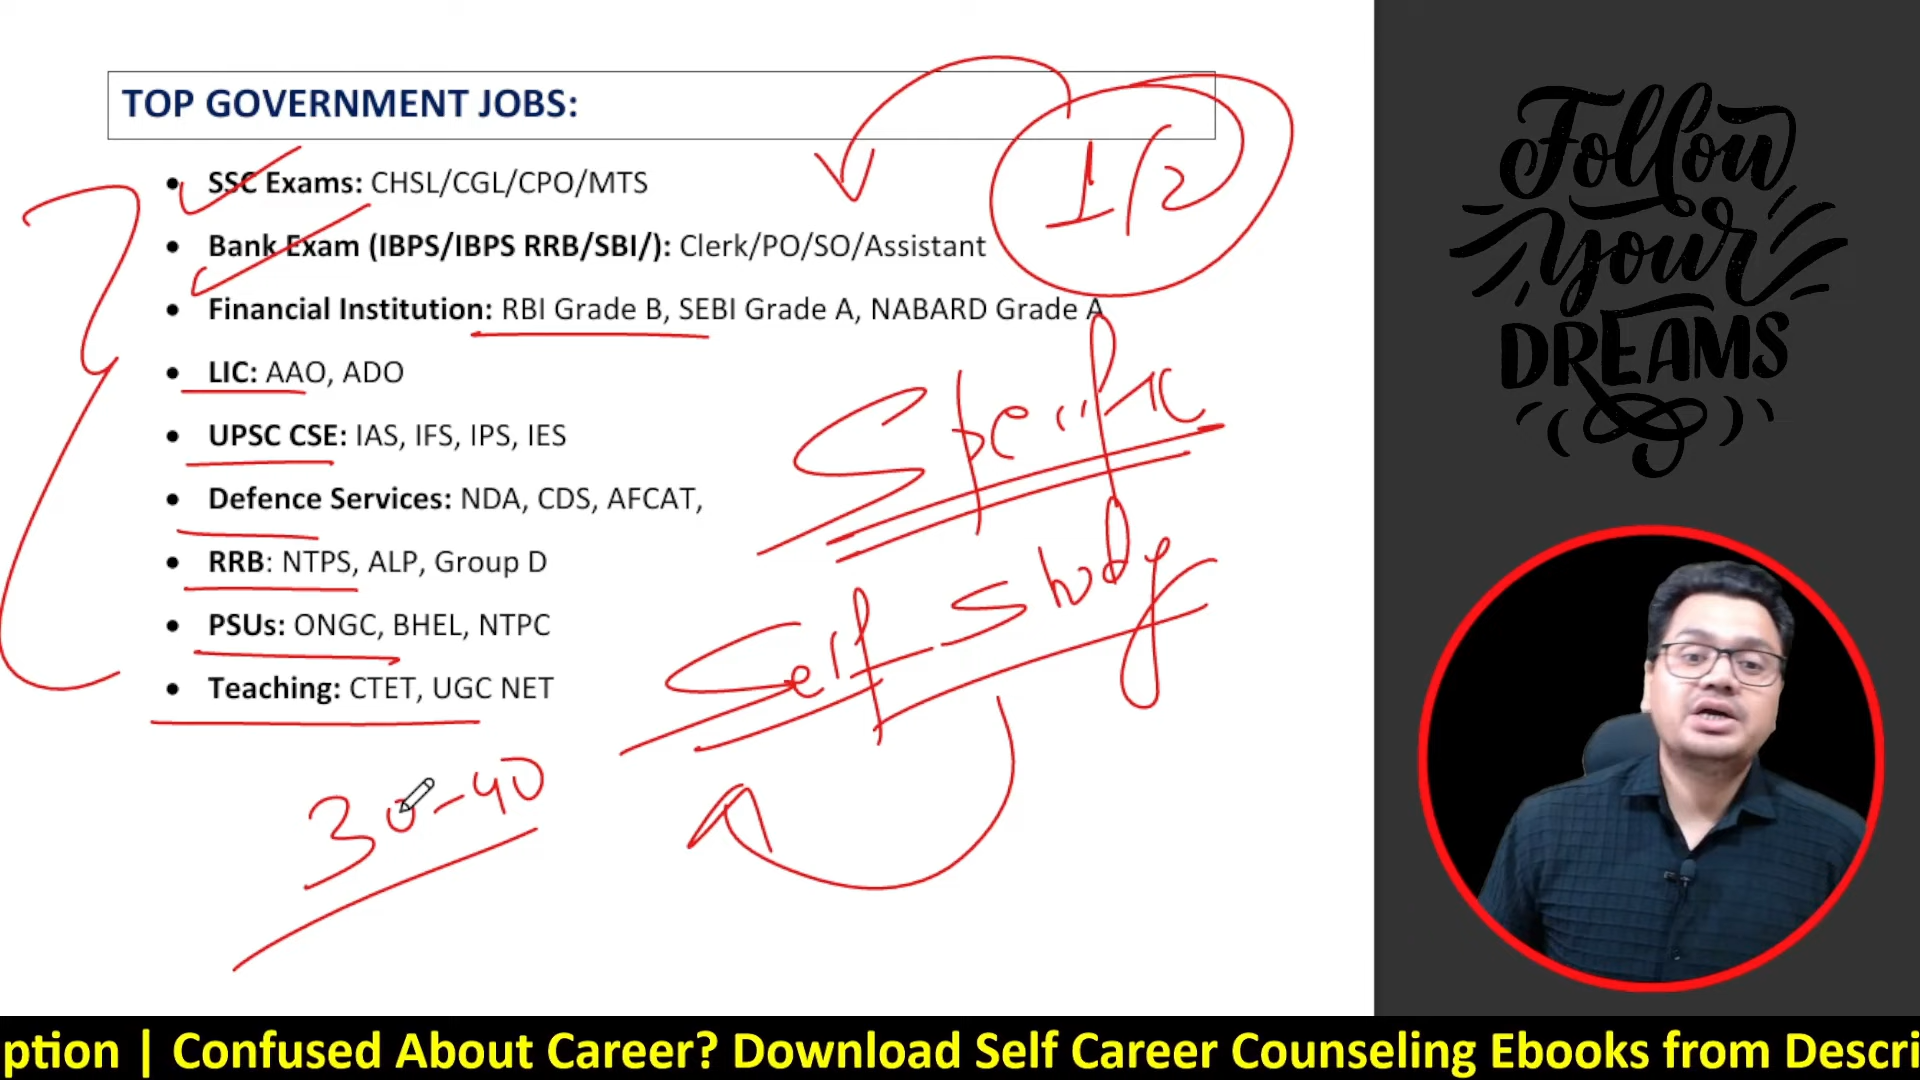 TOP GOVERNMENT JOBS:
1/2
• SSC Exams: CHSL/CGL/CPO/MTS
• Bank Exam (IBPS/IBPS RRB/SBI/): Clerk/PO/SO/Assistant
• Financial Institution: RBI Grade B, SEBI Grade A, NABARD Grade A
• LIC: AAO, ADO
Specific
• UPSC CSE: IAS, IFS, IPS, IES
• Defence Services: NDA, CDS, AFCAT,
• RRB: NTPS, ALP, Group D
Self Study
• PSUs: ONGC, BHEL, NTPC
• Teaching: CTET, UGC NET
30-40
Follow
Your
DREAMS
ption | Confused About Career? Download Self Career Counseling Ebooks from Descri